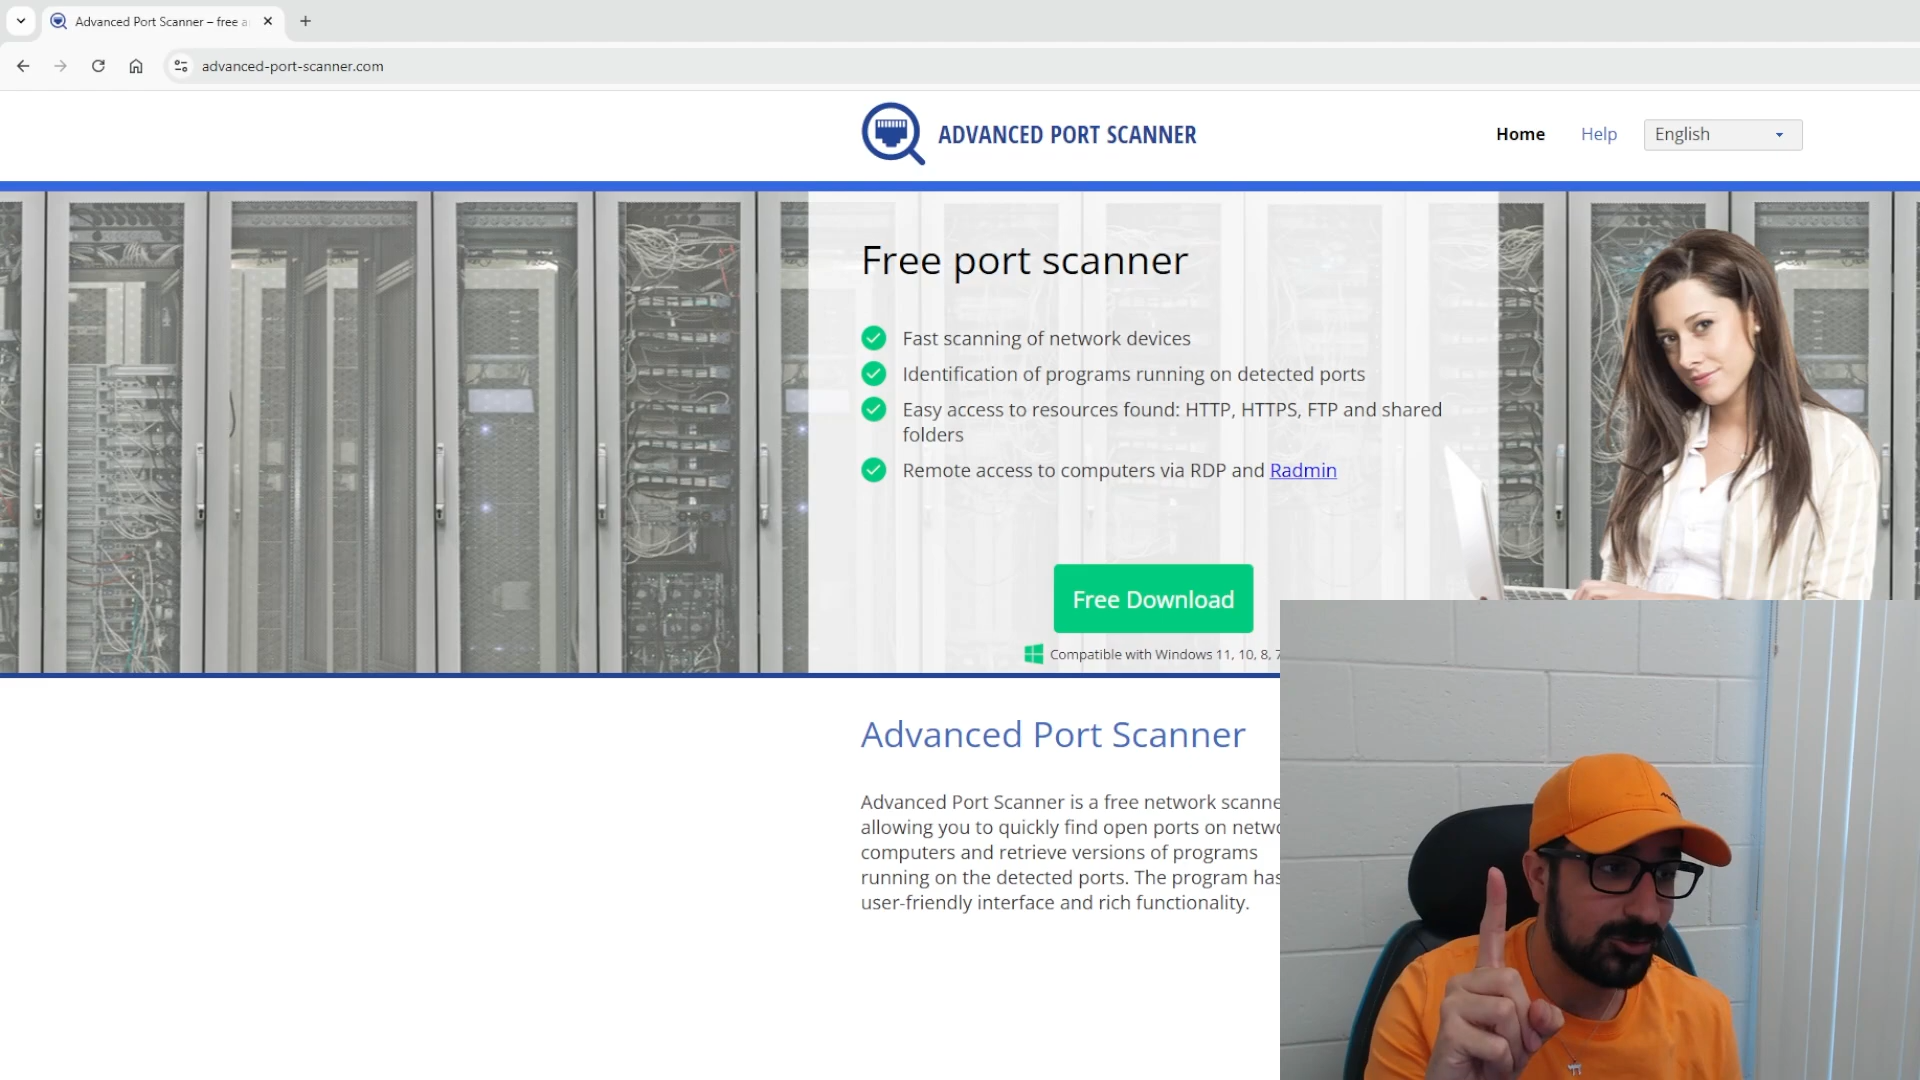 Advanced Port Scanner – free a
advanced-port-scanner.com
ADVANCED PORT SCANNER
Home
Help
English
Free port scanner
Fast scanning of network devices
Identification of programs running on detected ports
Easy access to resources found: HTTP, HTTPS, FTP and shared
folders
Remote access to computers via RDP and Radmin
Free Download
Compatible with Windows 11, 10, 8, 7
Advanced Port Scanner
Advanced Port Scanner is a free network scanne
allowing you to quickly find open ports on netwo
computers and retrieve versions of programs
running on the detected ports. The program has
user-friendly interface and rich functionality.